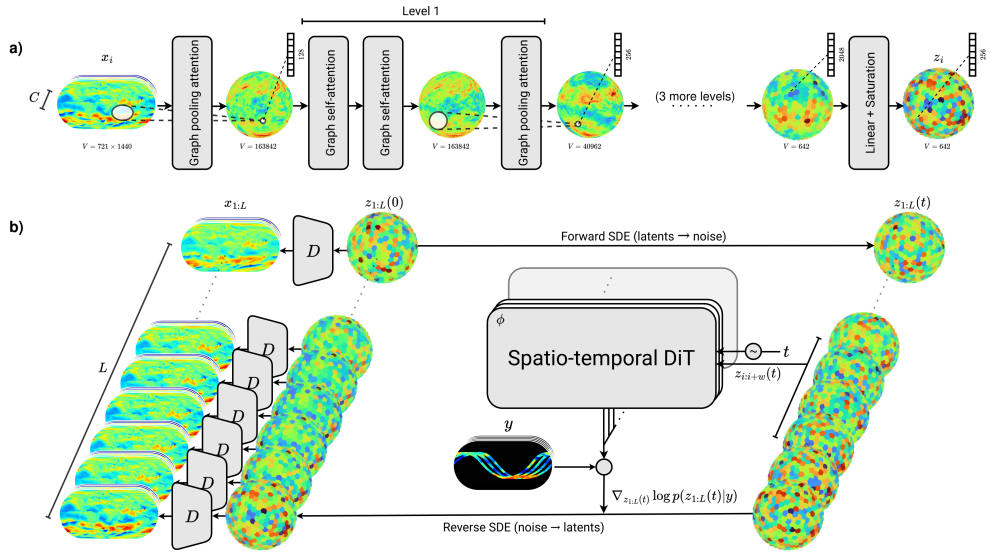 Level 1
a)
$x_i$
C
V = 721 × 1440
Graph pooling attention
128
V = 163842
Graph self-attention
Graph self-attention
V = 163842
Graph pooling attention
256
V = 40962
(3 more levels)
2048
V = 642
Linear + Saturation
$z_i$
256
V = 642
b)
$x_{1:L}$
D
$z_{1:L}(0)$
Forward SDE (latents → noise)
$z_{1:L}(t)$
L
D
D
D
D
D
D
ϕ
Spatio-temporal DiT
~
t
$z_{i:i+w}(t)$
y
$\nabla_{z_{1:L}(t)} \log p(z_{1:L}(t)|y)$
Reverse SDE (noise → latents)